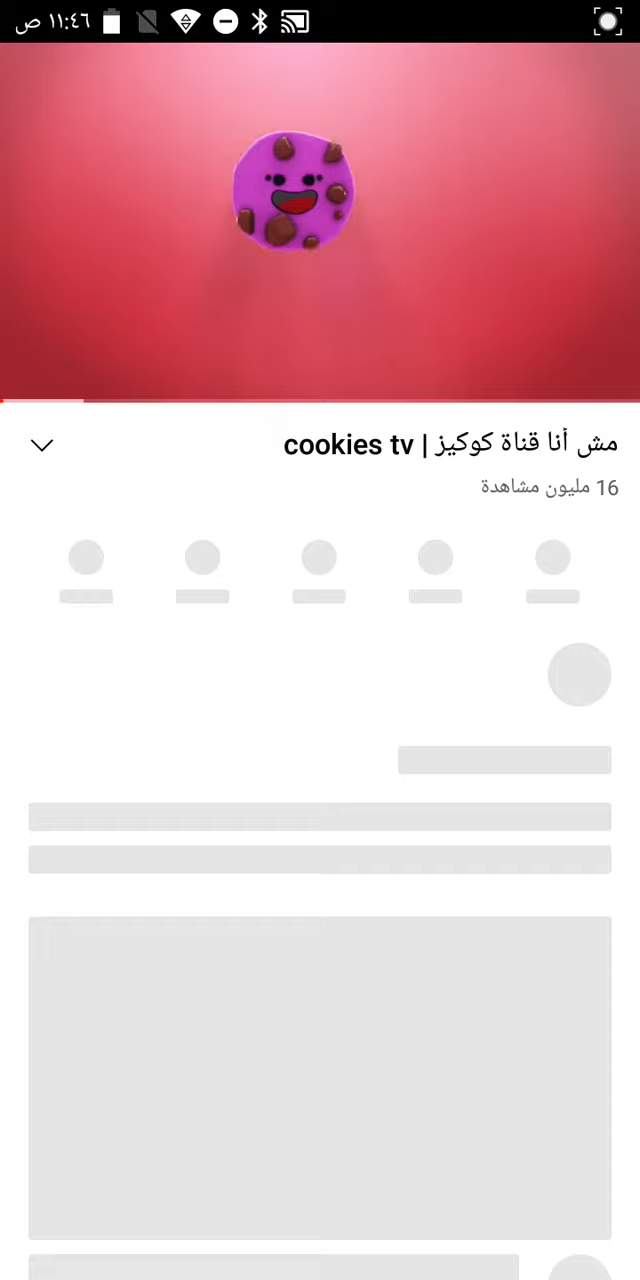 ١١:٤٦ ص
مش أنا قناة كوكيز | cookies tv
16 مليون مشاهدة